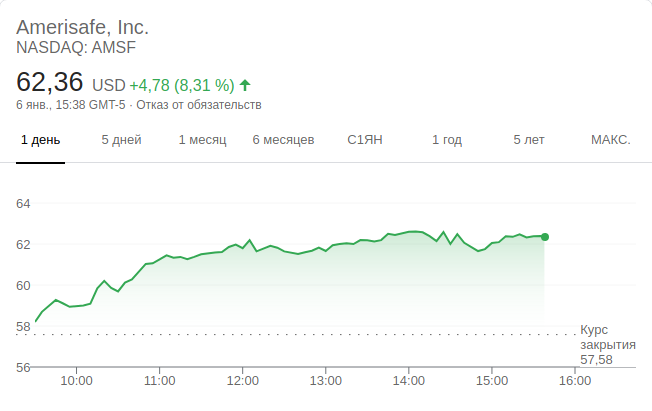 Amerisafe, Inc.
NASDAQ: AMSF
62,36 USD +4,78 (8,31 %)
6 янв., 15:38 GMT-5 · Отказ от обязательств
1 день 5 дней 1 месяц 6 месяцев С1ЯН 1 год 5 лет МАКС.
64
62
60
58
Курс
закрытия
57,58
56
10:00 11:00 12:00 13:00 14:00 15:00 16:00